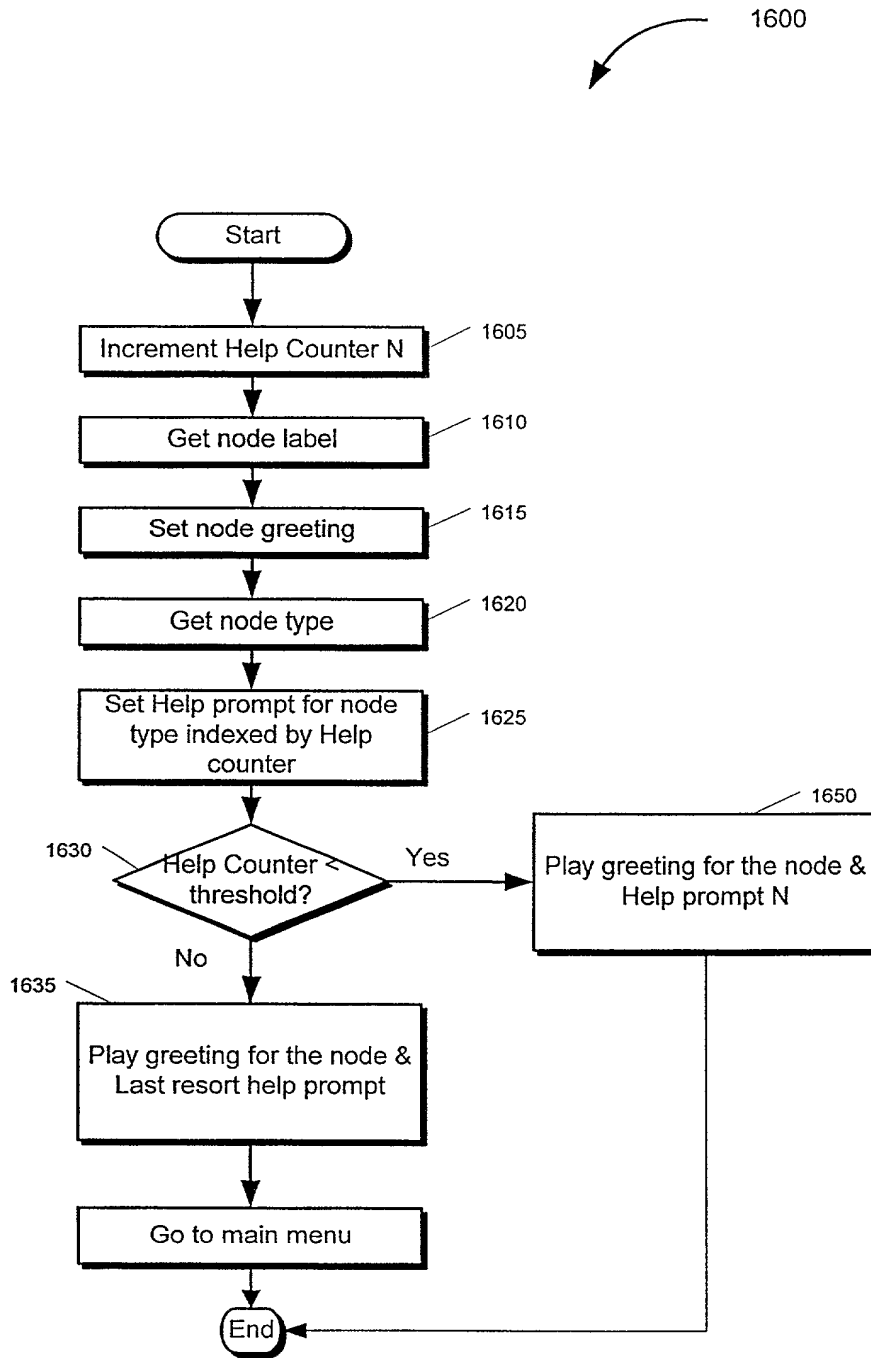 1600
Start
Increment Help Counter N
1605
Get node label
1610
Set node greeting
1615
Get node type
1620
Set Help prompt for node
type indexed by Help
counter
1625
1630
Help Counter <
threshold?
Yes
1650
Play greeting for the node &
Help prompt N
No
1635
Play greeting for the node &
Last resort help prompt
Go to main menu
End